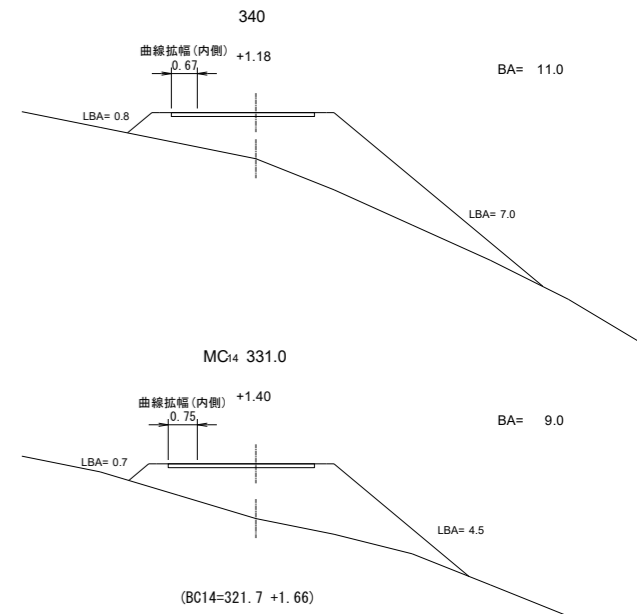 340
曲線拡幅(内側)
+1.18
0.67
BA= 11.0
LBA= 0.8
LBA= 7.0
MC14 331.0
曲線拡幅(内側)
+1.40
0.75
BA= 9.0
LBA= 0.7
LBA= 4.5
(BC14=321.7 +1.66)